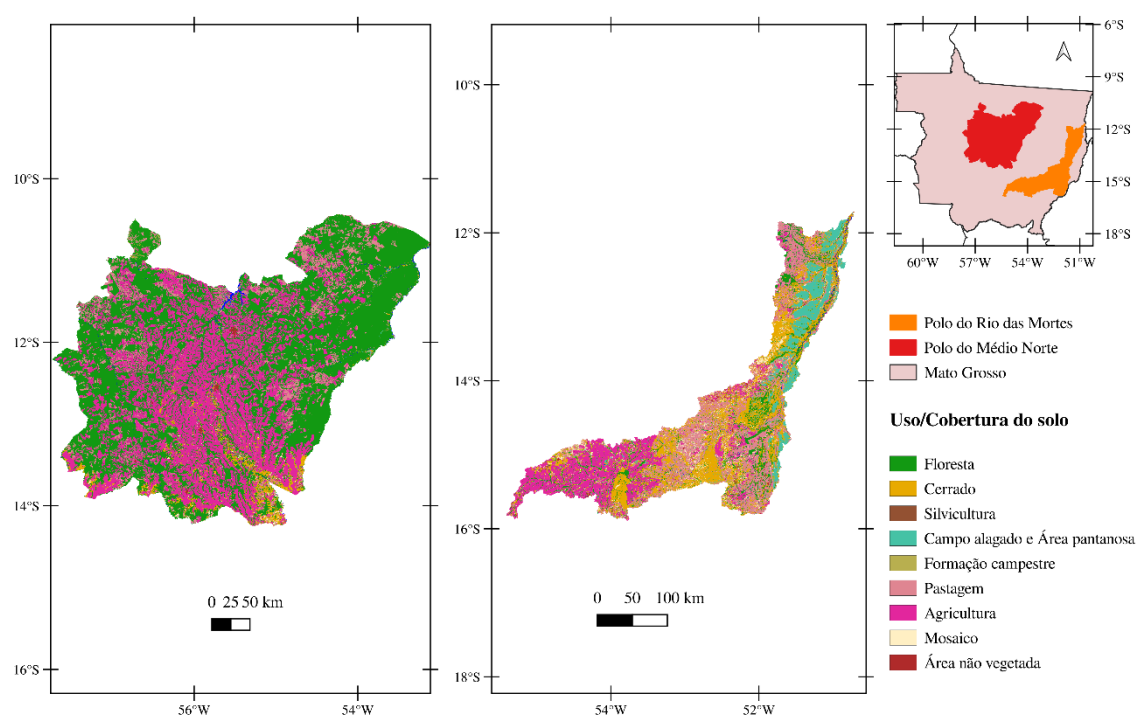 10°S
12°S
14°S
16°S
56°W
54°W
0 25 50 km
10°S
12°S
14°S
16°S
18°S
54°W
52°W
0 50 100 km
6°S
9°S
12°S
15°S
18°S
60°W
57°W
54°W
51°W
Polo do Rio das Mortes
Polo do Médio Norte
Mato Grosso
Uso/Cobertura do solo
Floresta
Cerrado
Silvicultura
Campo alagado e Área pantanosa
Formação campestre
Pastagem
Agricultura
Mosaico
Área não vegetada